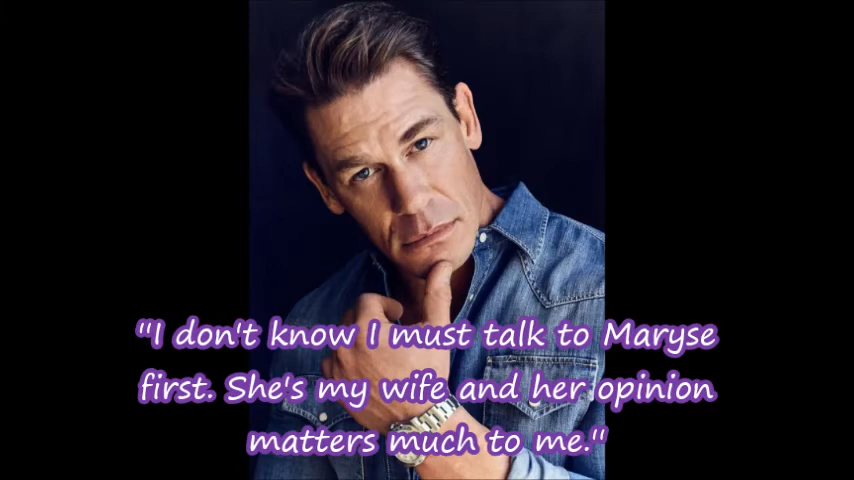 "I don't know I must talk to Maryse
first. She's my wife and her opinion
matters much to me."